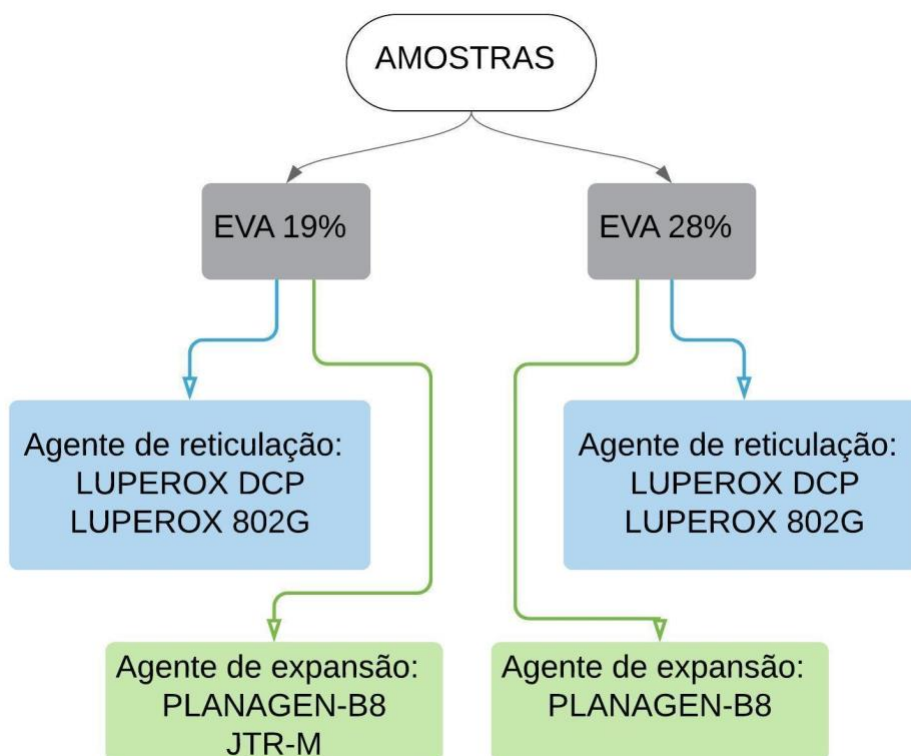 AMOSTRAS
EVA 19%
EVA 28%
Agente de reticulação:
LUPEROX DCP
LUPEROX 802G
Agente de reticulação:
LUPEROX DCP
LUPEROX 802G
Agente de expansão:
PLANAGEN-B8
JTR-M
Agente de expansão:
PLANAGEN-B8